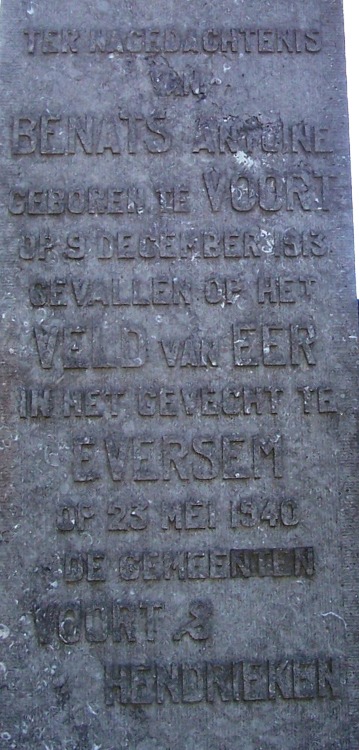 TER NAGEDACHTENIS
VAN
BENATS ANTOINE
GEBOREN TE VOORT
OP 9 DECEMBER 1913
GEVALLEN OP HET
VELD VAN EER
IN HET GEVECHT TE
EVERSEM
OP 25 MEI 1940
DE GEMEENTEN
VOORT &
HENDRIEKEN